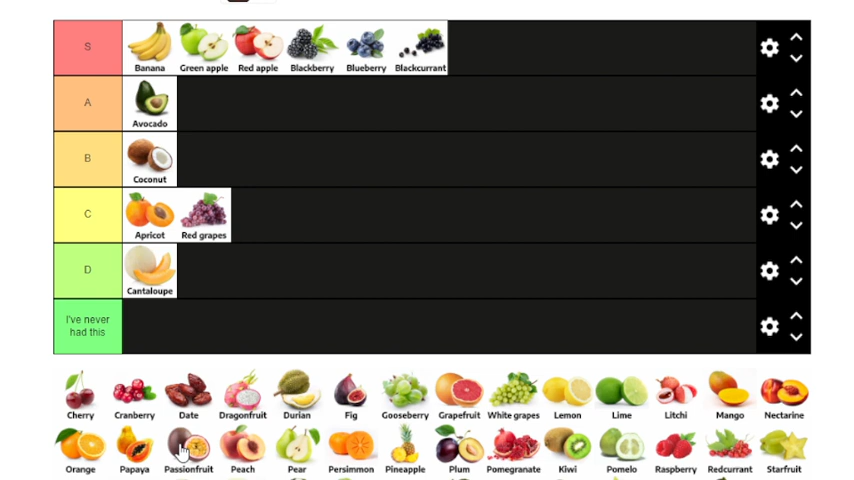 S
Banana Green apple Red apple Blackberry Blueberry Blackcurrant
A
Avocado
B
Coconut
C
Apricot Red grapes
D
Cantaloupe
I've never
had this
Cherry Cranberry Date Dragonfruit Durian Fig Gooseberry Grapefruit White grapes Lemon Lime Litchi Mango Nectarine
Orange Papaya Passionfruit Peach Pear Persimmon Pineapple Plum Pomegranate Kiwi Pomelo Raspberry Redcurrant Starfruit